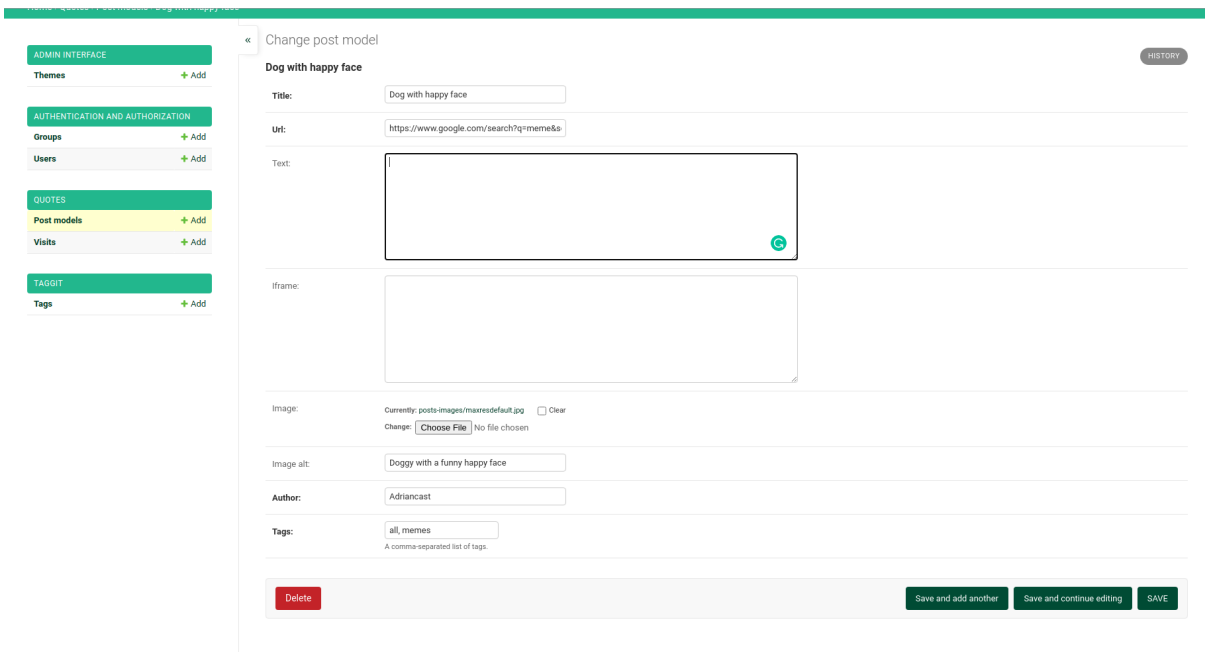 « Change post model
HISTORY
ADMIN INTERFACE
Themes + Add
AUTHENTICATION AND AUTHORIZATION
Groups + Add
Users + Add
QUOTES
Post models + Add
Visits + Add
TAGGIT
Tags + Add
Dog with happy face
Title: Dog with happy face
Url: https://www.google.com/search?q=meme&s
Text:
Iframe:
Image: Currently: posts-images/maxresdefault.jpg Clear
Change: Choose File No file chosen
Image alt: Doggy with a funny happy face
Author: Adriancast
Tags: all, memes
A comma-separated list of tags.
Delete Save and add another Save and continue editing SAVE